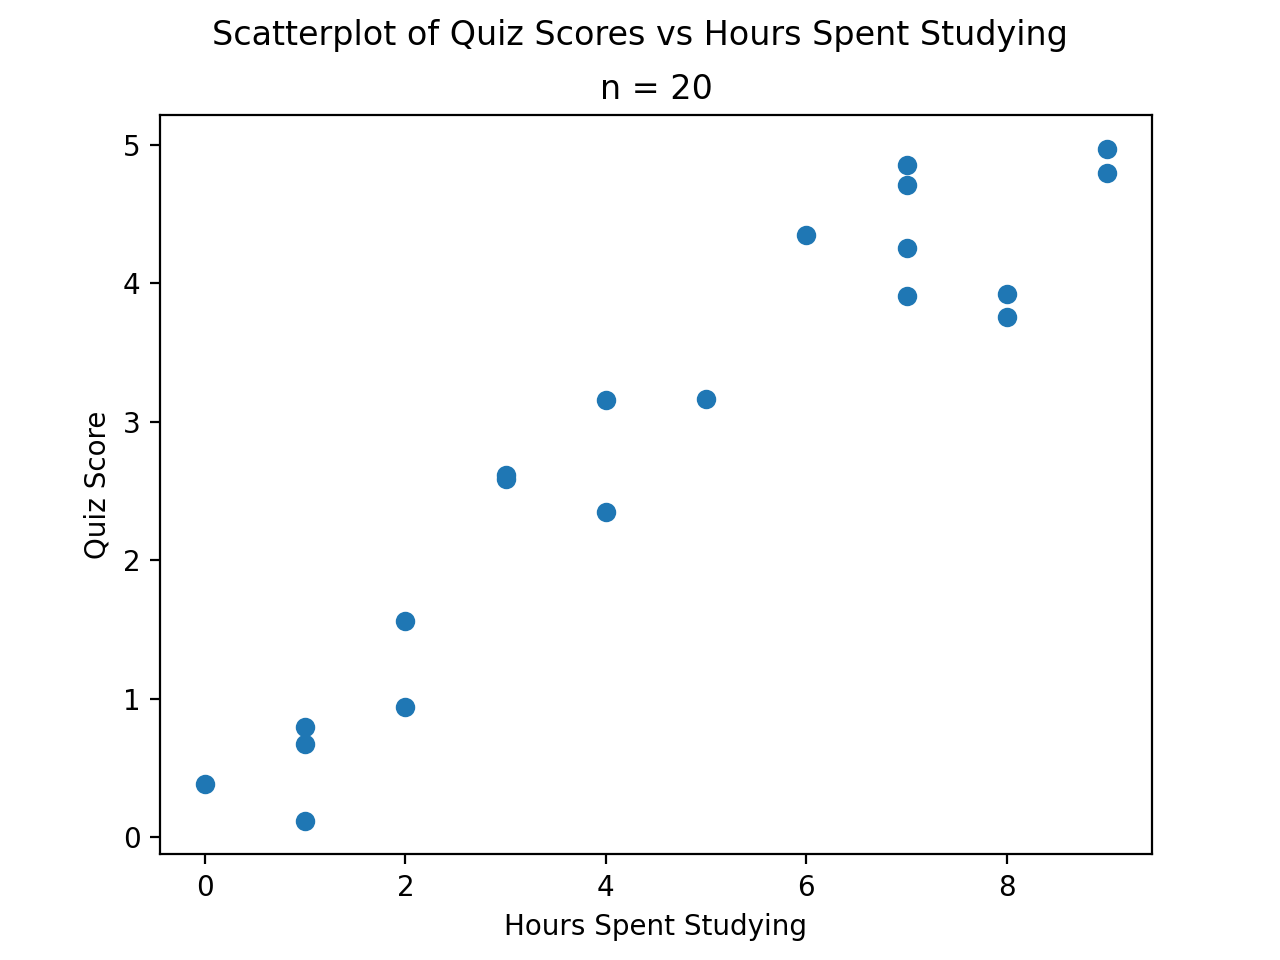 Scatterplot of Quiz Scores vs Hours Spent Studying
n = 20
5
4
3
2
1
0
Quiz Score
0 2 4 6 8
Hours Spent Studying